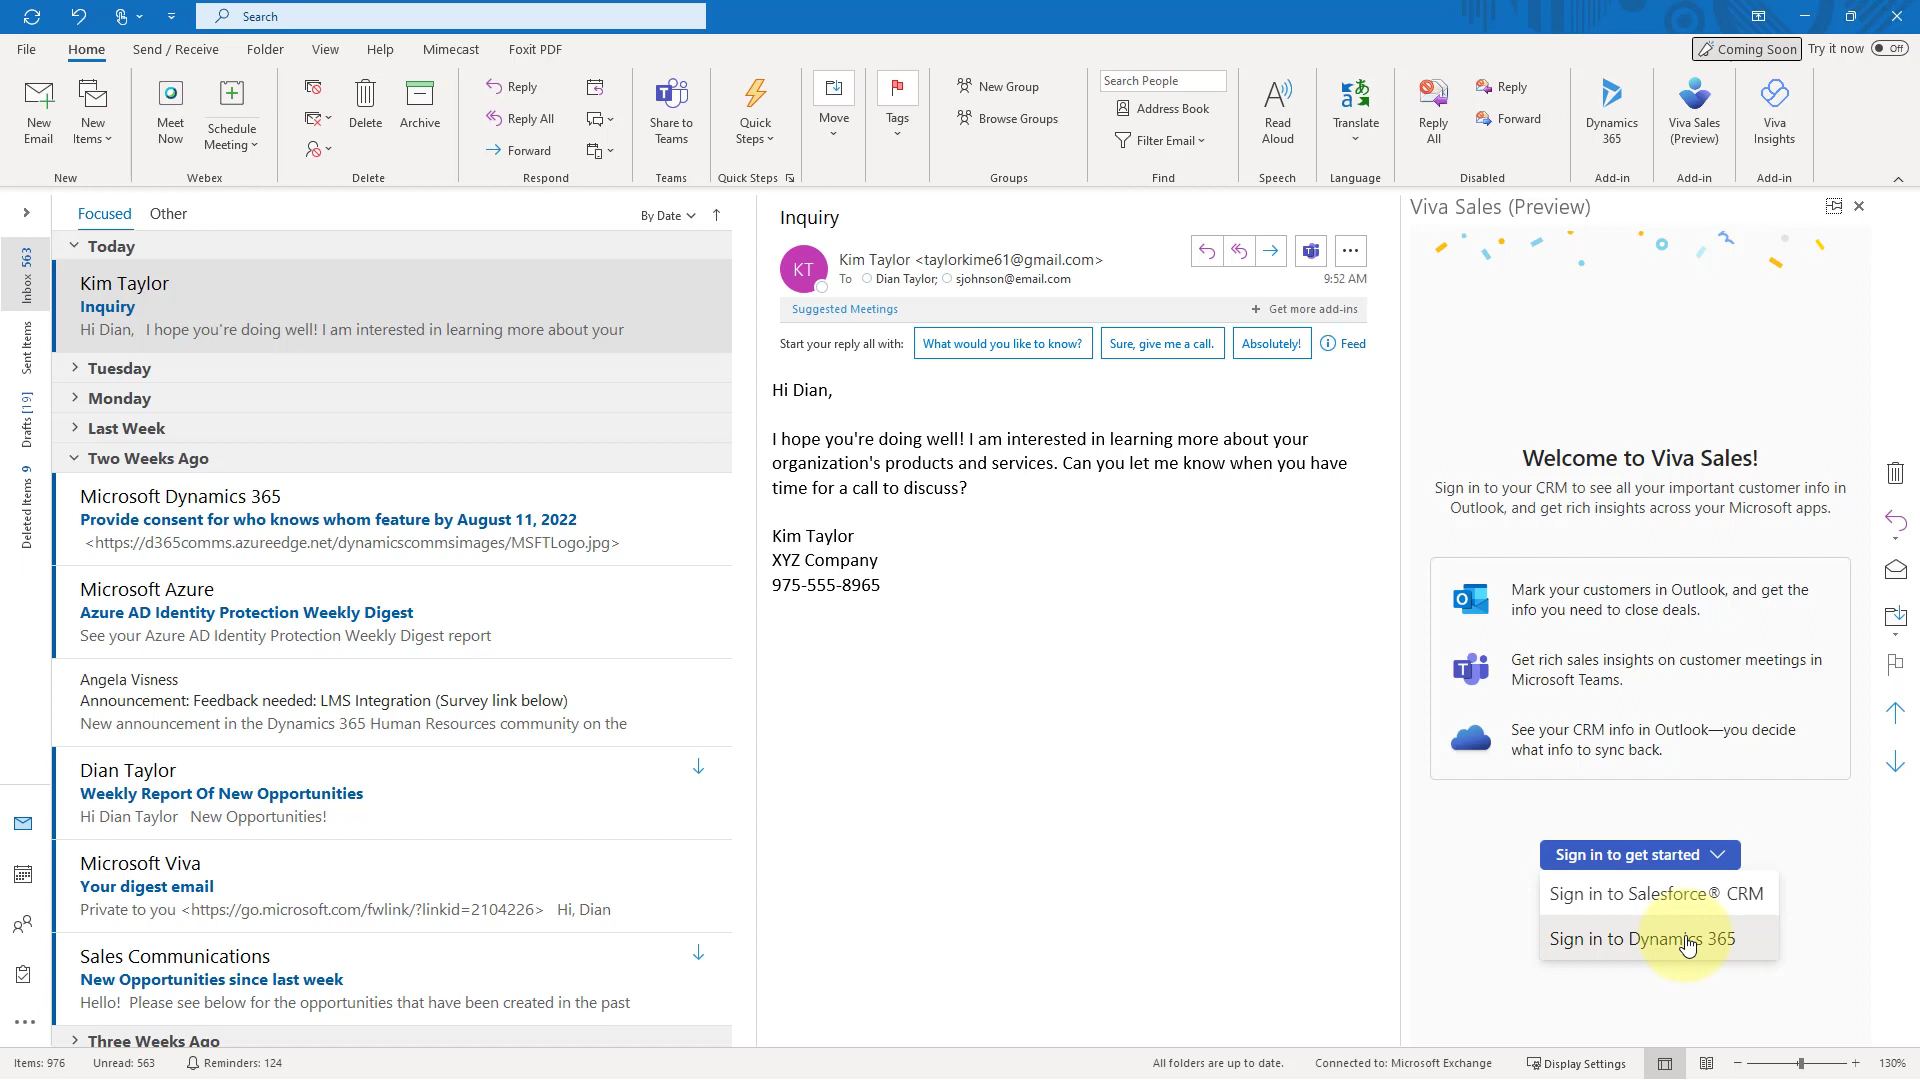 Search
File
Home
Send / Receive
Folder
View
Help
Mimecast
Foxit PDF
Coming Soon
Try it now
Off
New Email
New Items
New
Meet Now
Schedule Meeting
Webex
Delete
Archive
Delete
Reply
Reply All
Forward
Respond
Share to Teams
Teams
Quick Steps
Quick Steps
Move
Tags
New Group
Browse Groups
Groups
Search People
Address Book
Filter Email
Find
Read Aloud
Speech
Translate
Language
Reply All
Reply
Forward
Disabled
Dynamics 365
Add-in
Viva Sales (Preview)
Add-in
Viva Insights
Add-in
Inbox 563
Sent Items
Drafts [19]
Deleted Items 9
Focused
Other
By Date
Today
Kim Taylor
Inquiry
Hi Dian,   I hope you're doing well! I am interested in learning more about your
Tuesday
Monday
Last Week
Two Weeks Ago
Microsoft Dynamics 365
Provide consent for who knows whom feature by August 11, 2022
<https://d365comms.azureedge.net/dynamicscommsimages/MSFTLogo.jpg>
Microsoft Azure
Azure AD Identity Protection Weekly Digest
See your Azure AD Identity Protection Weekly Digest report
Angela Visness
Announcement: Feedback needed: LMS Integration (Survey link below)
New announcement in the Dynamics 365 Human Resources community on the
Dian Taylor
Weekly Report Of New Opportunities
Hi Dian Taylor   New Opportunities!
Microsoft Viva
Your digest email
Private to you <https://go.microsoft.com/fwlink/?linkid=2104226>   Hi, Dian
Sales Communications
New Opportunities since last week
Hello!  Please see below for the opportunities that have been created in the past
Three Weeks Ago
Inquiry
KT
Kim Taylor <taylorkime61@gmail.com>
To   Dian Taylor;   sjohnson@email.com
9:52 AM
Suggested Meetings
+ Get more add-ins
Start your reply all with:
What would you like to know?
Sure, give me a call.
Absolutely!
Feed
Hi Dian,
I hope you're doing well! I am interested in learning more about your
organization's products and services. Can you let me know when you have
time for a call to discuss?
Kim Taylor
XYZ Company
975-555-8965
Viva Sales (Preview)
Welcome to Viva Sales!
Sign in to your CRM to see all your important customer info in
Outlook, and get rich insights across your Microsoft apps.
Mark your customers in Outlook, and get the
info you need to close deals.
Get rich sales insights on customer meetings in
Microsoft Teams.
See your CRM info in Outlook—you decide
what info to sync back.
Sign in to get started
Sign in to Salesforce® CRM
Sign in to Dynamics 365
Items: 976
Unread: 563
Reminders: 124
All folders are up to date.
Connected to: Microsoft Exchange
Display Settings
130%